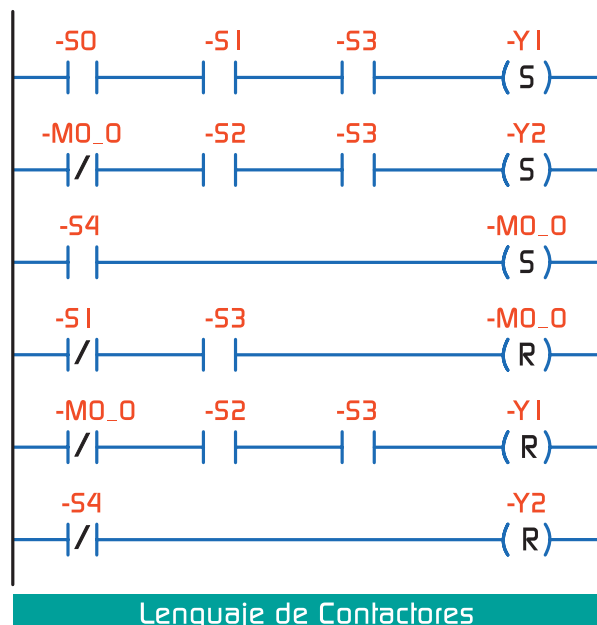 -S0 -S1 -S3 -Y1
S
-M0_0 -S2 -S3 -Y2
S
-S4 -M0_0
S
-S1 -S3 -M0_0
R
-M0_0 -S2 -S3 -Y1
R
-S4 -Y2
R
Lenguaje de Contactores